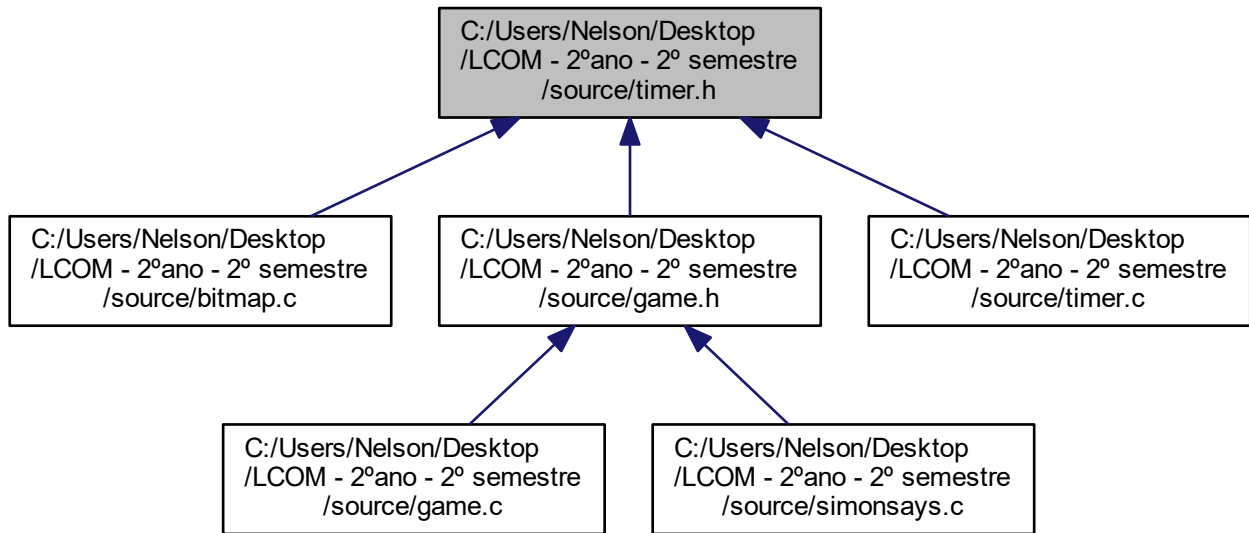 C:/Users/Nelson/Desktop
/LCOM - 2ºano - 2º semestre
/source/timer.h
C:/Users/Nelson/Desktop
/LCOM - 2ºano - 2º semestre
/source/bitmap.c
C:/Users/Nelson/Desktop
/LCOM - 2ºano - 2º semestre
/source/game.h
C:/Users/Nelson/Desktop
/LCOM - 2ºano - 2º semestre
/source/timer.c
C:/Users/Nelson/Desktop
/LCOM - 2ºano - 2º semestre
/source/game.c
C:/Users/Nelson/Desktop
/LCOM - 2ºano - 2º semestre
/source/simonsays.c